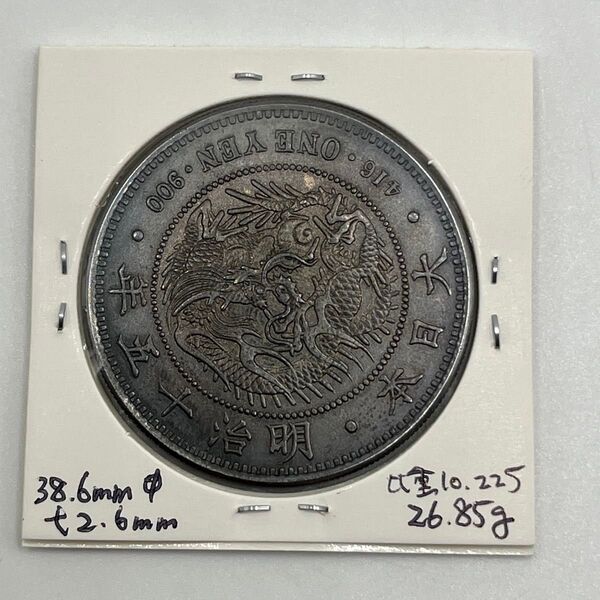 416・ONE YEN・900・
大日本・明治十五年・
38.6mmφ
t2.6mm
比重10.225
26.85g